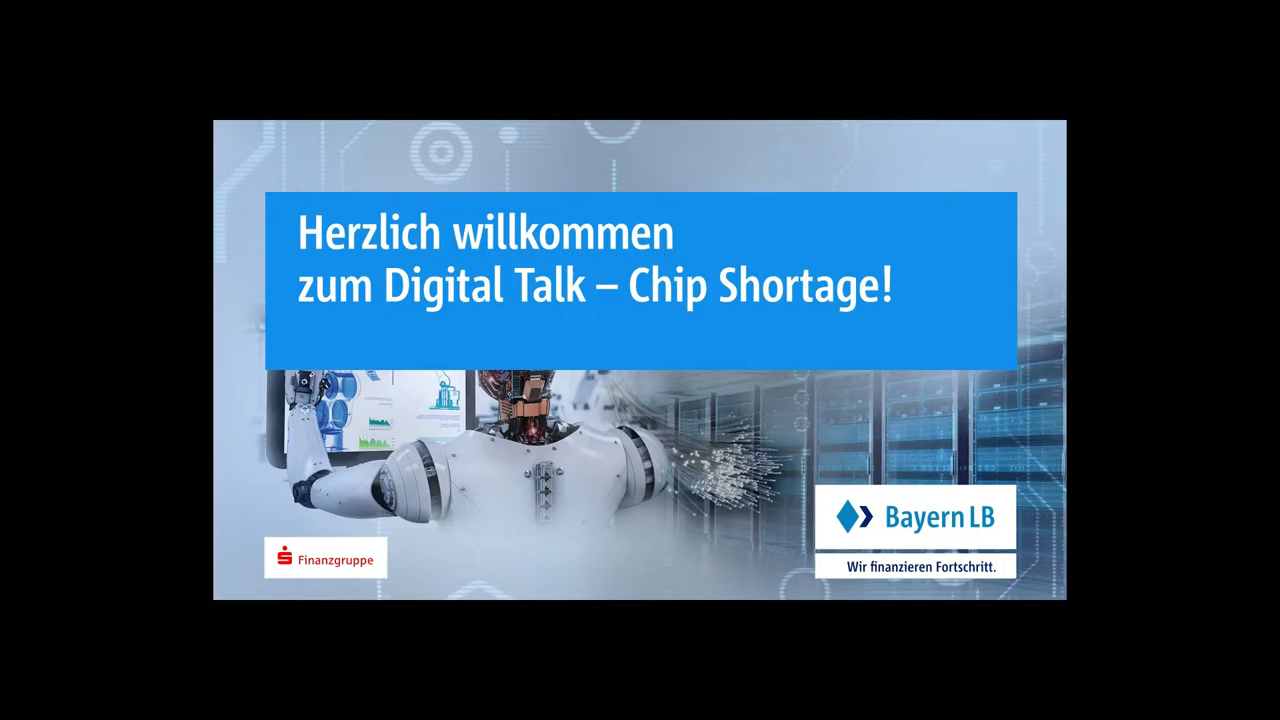 Herzlich willkommen
zum Digital Talk – Chip Shortage!
Bayern LB
Finanzgruppe
Wir finanzieren Fortschritt.